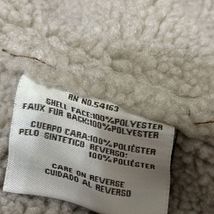 RN NO.54163
SHELL FACE:100%POLYESTER
FAUX FUR BACK:100%POLYESTER
CUERPO CARA:100%POLIÉSTER
PELO SINTETICO REVERSO:
100%POLIÉSTER
CARE ON REVERSE
CUIDADO AL REVERSO